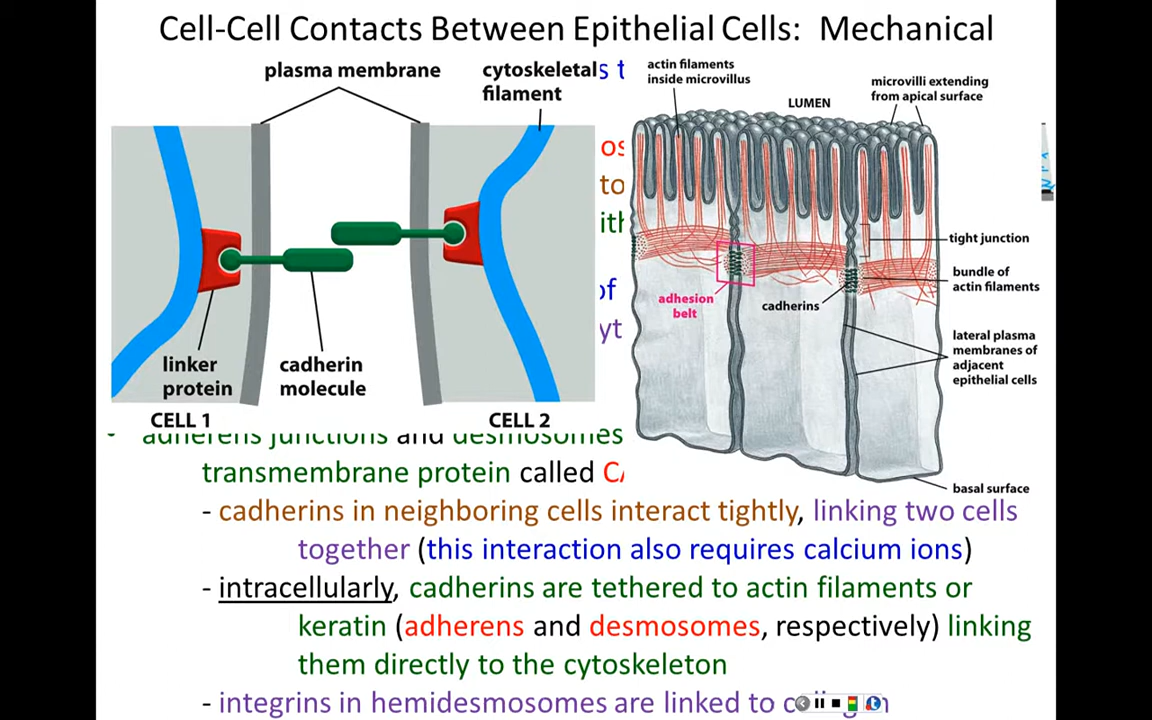 Cell-Cell Contacts Between Epithelial Cells: Mechanical
plasma membrane
cytoskeletal
filament
linker
protein
cadherin
molecule
CELL 1
CELL 2
actin filaments
inside microvillus
LUMEN
microvilli extending
from apical surface
tight junction
bundle of
actin filaments
adhesion
belt
cadherins
lateral plasma
membranes of
adjacent
epithelial cells
basal surface
adherens junctions and desmosomes
transmembrane protein called
- cadherins in neighboring cells interact tightly, linking two cells
together (this interaction also requires calcium ions)
- intracellularly, cadherins are tethered to actin filaments or
keratin (adherens and desmosomes, respectively) linking
them directly to the cytoskeleton
- integrins in hemidesmosomes are linked to